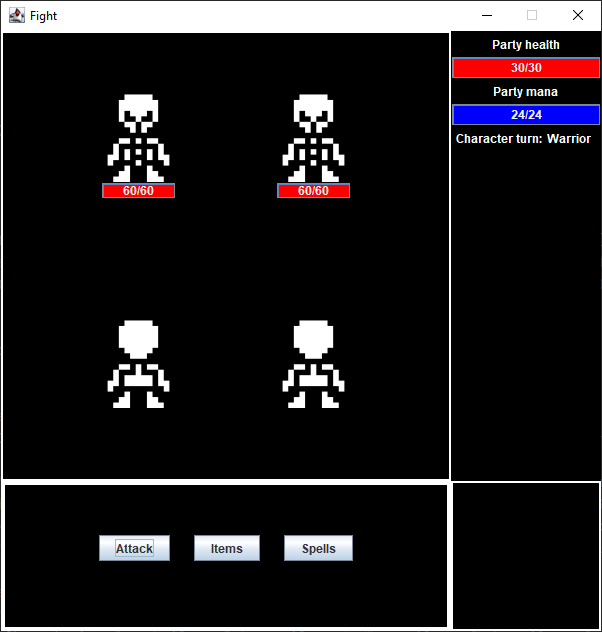 Fight
Party health
30/30
Party mana
24/24
Character turn: Warrior
60/60 60/60
Attack Items Spells